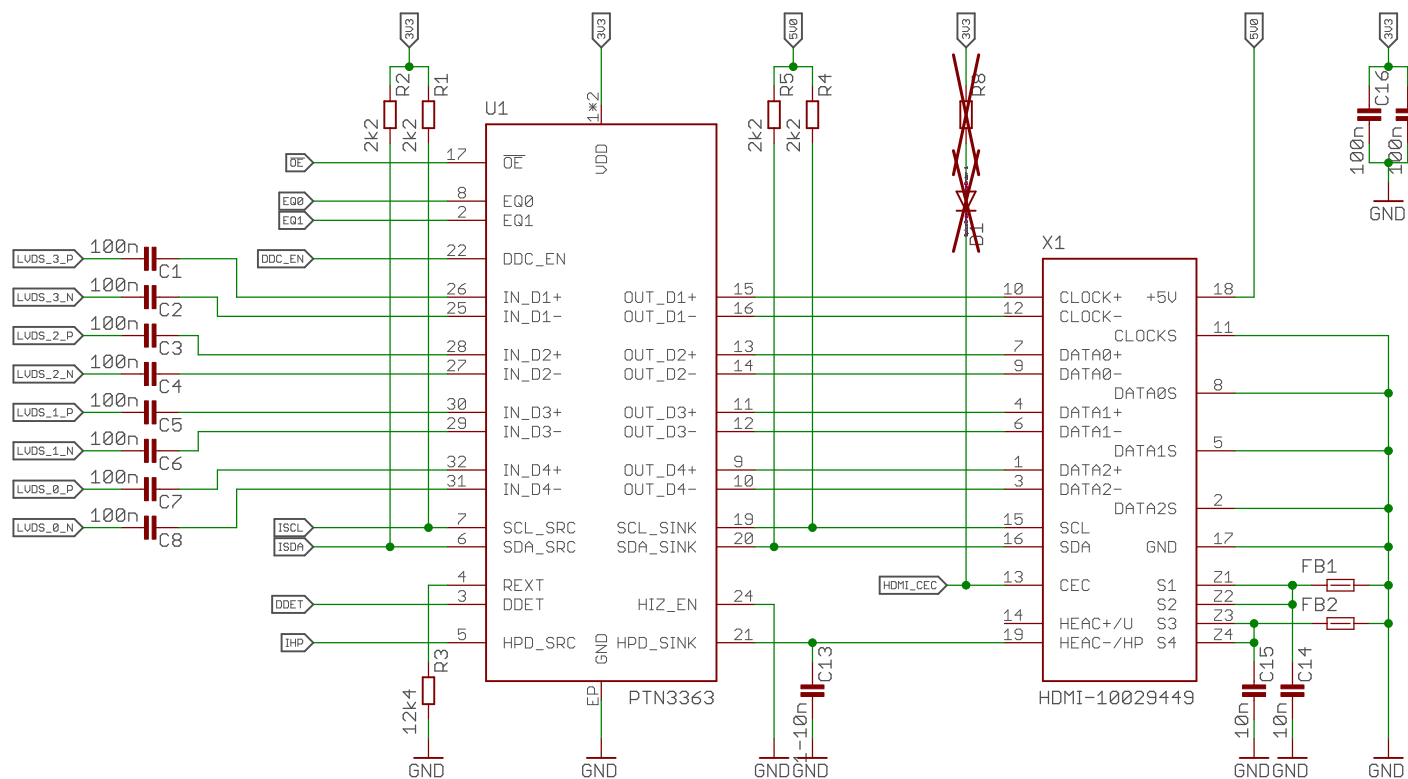 3V3
3V3
5V0
3V3
5V0
3V3
R2
R1
2k2
2k2
R5
R4
2k2
2k2
R8
D1
C16
100n
100n
GND
U1
1*2
VDD
OE
17
OE
EQ0
8
EQ0
EQ1
2
EQ1
DDC_EN
22
DDC_EN
LVDS_3_P
100n
C1
26
IN_D1+
OUT_D1+
15
LVDS_3_N
100n
C2
25
IN_D1-
OUT_D1-
16
LVDS_2_P
100n
C3
28
IN_D2+
OUT_D2+
13
LVDS_2_N
100n
C4
27
IN_D2-
OUT_D2-
14
LVDS_1_P
100n
C5
30
IN_D3+
OUT_D3+
11
LVDS_1_N
100n
C6
29
IN_D3-
OUT_D3-
12
LVDS_0_P
100n
C7
32
IN_D4+
OUT_D4+
9
LVDS_0_N
100n
C8
31
IN_D4-
OUT_D4-
10
ISCL
7
SCL_SRC
SCL_SINK
19
ISDA
6
SDA_SRC
SDA_SINK
20
4
REXT
DDET
3
DDET
HIZ_EN
24
IHP
5
HPD_SRC
GND
HPD_SINK
21
EP
PTN3363
R3
12k4
GND
GND
GND
C13
1-10n
GND
X1
10
CLOCK+
+5V
18
12
CLOCK-
CLOCKS
11
7
DATA0+
9
DATA0-
DATA0S
8
4
DATA1+
6
DATA1-
DATA1S
5
1
DATA2+
3
DATA2-
DATA2S
2
15
SCL
16
SDA
GND
17
HDMI_CEC
13
CEC
S1
Z1
S2
Z2
14
HEAC+/U
S3
Z3
19
HEAC-/HP
S4
Z4
HDMI-10029449
FB1
FB2
C15
10n
C14
10n
GND
GND
GND